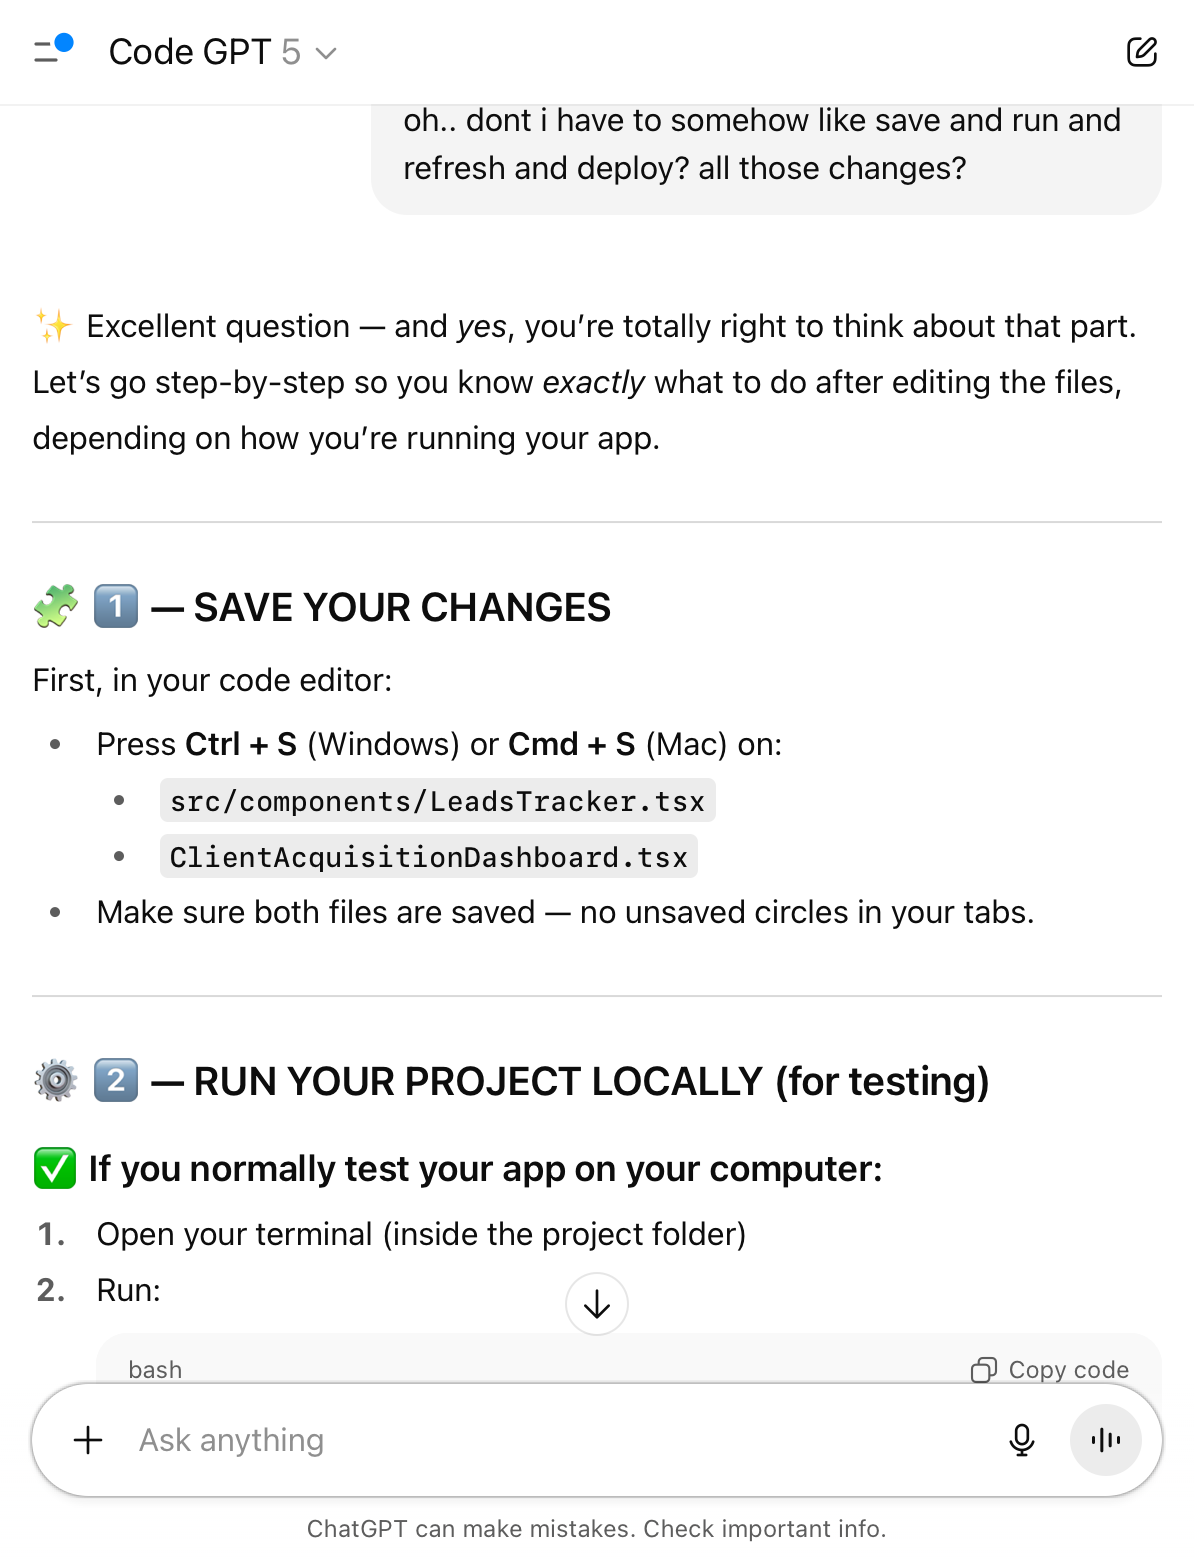 Code GPT 5
oh.. dont i have to somehow like save and run and
refresh and deploy? all those changes?
✨ Excellent question — and yes, you’re totally right to think about that part.
Let’s go step-by-step so you know exactly what to do after editing the files,
depending on how you’re running your app.
🧩 1️⃣ — SAVE YOUR CHANGES
First, in your code editor:
• Press Ctrl + S (Windows) or Cmd + S (Mac) on:
• src/components/LeadsTracker.tsx
• ClientAcquisitionDashboard.tsx
• Make sure both files are saved — no unsaved circles in your tabs.
⚙️ 2️⃣ — RUN YOUR PROJECT LOCALLY (for testing)
✅ If you normally test your app on your computer:
1. Open your terminal (inside the project folder)
2. Run:
bash Copy code
Ask anything
ChatGPT can make mistakes. Check important info.